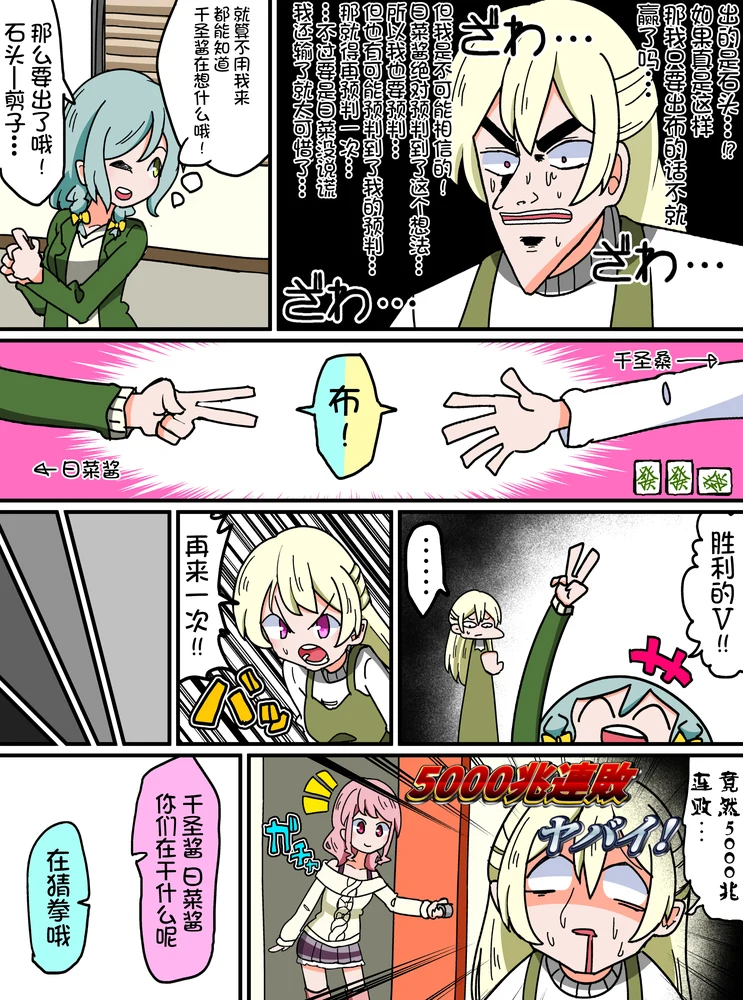 出的是石头…!?
如果真是这样
那我只要出布的话不就
赢了吗…
ざわ…
但我是不可能相信的!
日菜酱绝对预判到了这个想法…
所以我也要预判…
但也有可能预判到了我的预判…
那就得再预判一次…
…不过要是日菜没说谎
我还输了就太可惜了…
ざわ…
ざわ…
就算不用我来
都能知道
千圣酱在想什么哦!
那么要出了哦!
石头—剪子…
千圣桑
布!
日菜酱
發
發
發
胜利的V!!
……
再来一次!!
バッ
竟然5000兆
连败…
5000兆連敗
ヤバイ!
ガチャ
千圣酱 日菜酱
你们在干什么呢
在猜拳哦